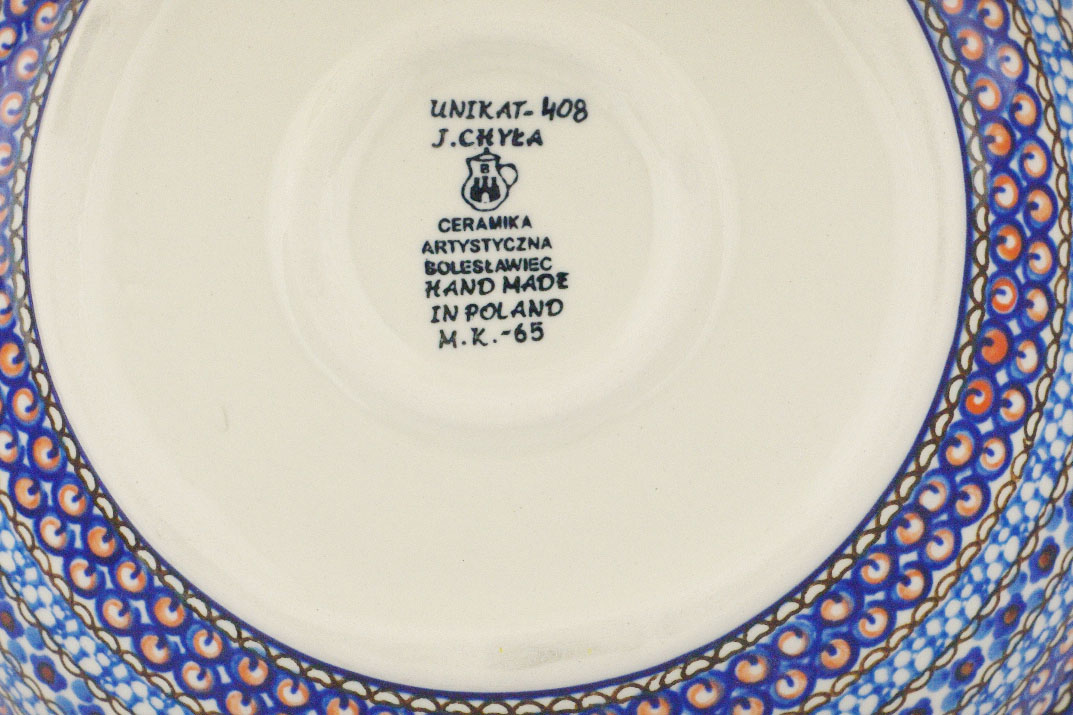 UNIKAT-408
J.CHYŁA
B
CERAMIKA
ARTYSTYCZNA
BOLESŁAWIEC
HAND MADE
IN POLAND
M.K.-65